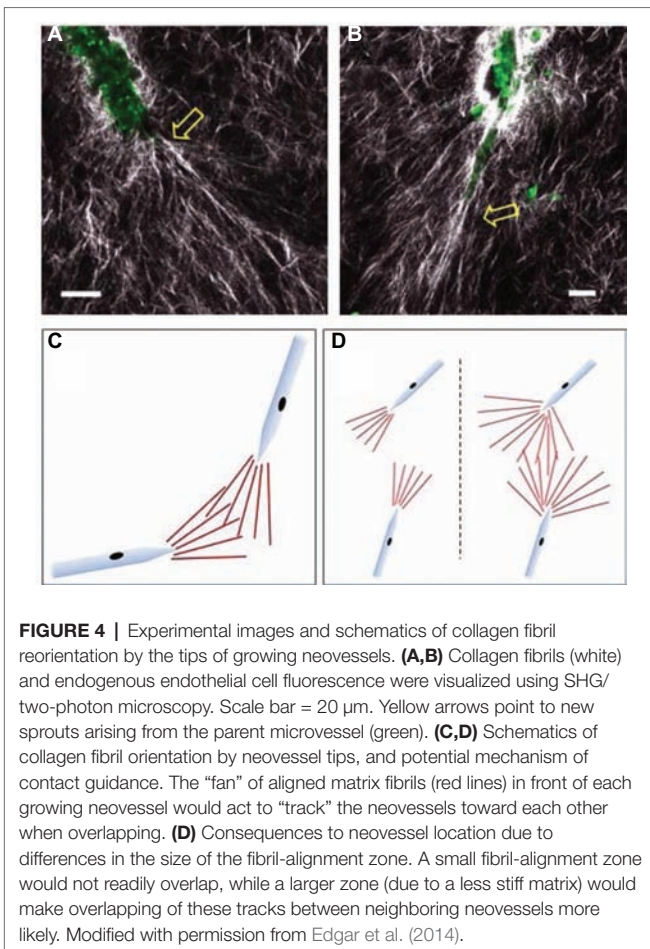 A
B
C
D
FIGURE 4 | Experimental images and schematics of collagen fibril
reorientation by the tips of growing neovessels. (A,B) Collagen fibrils (white)
and endogenous endothelial cell fluorescence were visualized using SHG/
two-photon microscopy. Scale bar = 20 μm. Yellow arrows point to new
sprouts arising from the parent microvessel (green). (C,D) Schematics of
collagen fibril orientation by neovessel tips, and potential mechanism of
contact guidance. The “fan” of aligned matrix fibrils (red lines) in front of each
growing neovessel would act to “track” the neovessels toward each other
when overlapping. (D) Consequences to neovessel location due to
differences in the size of the fibril-alignment zone. A small fibril-alignment zone
would not readily overlap, while a larger zone (due to a less stiff matrix) would
make overlapping of these tracks between neighboring neovessels more
likely. Modified with permission from Edgar et al. (2014).